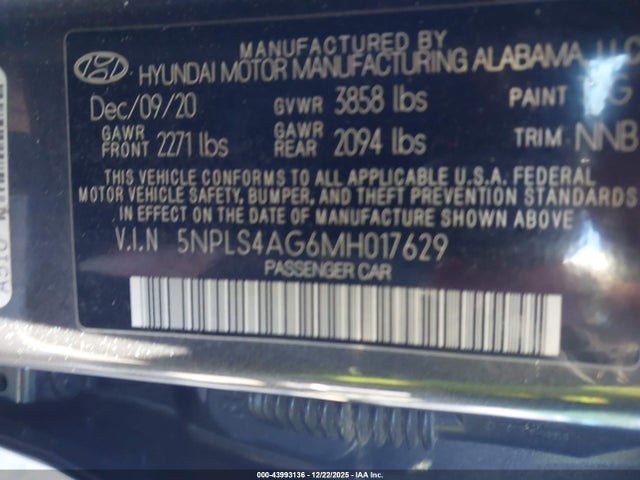 MANUFACTURED BY
HYUNDAI MOTOR MANUFACTURING ALABAMA, LLC
Dec/09/20 GVWR 3858 lbs PAINT
GAWR FRONT 2271 lbs GAWR REAR 2094 lbs TRIM NNB
THIS VEHICLE CONFORMS TO ALL APPLICABLE U.S.A. FEDERAL
MOTOR VEHICLE SAFETY, BUMPER, AND THEFT PREVENTION STANDARDS
IN EFFECT ON THE DATE OF MANUFACTURE SHOWN ABOVE.
V.I.N 5NPLS4AG6MH017629
PASSENGER CAR
000-43993136 - 12/22/2025 - IAA Inc.